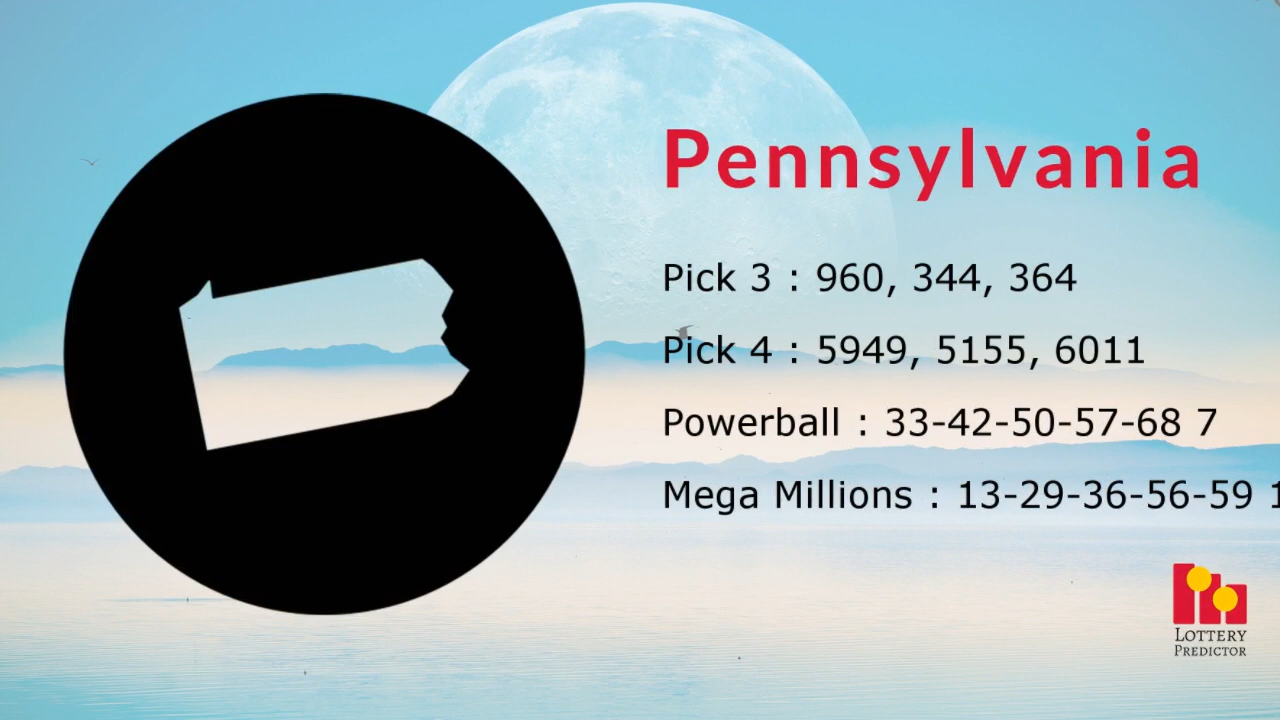 Pennsylvania
Pick 3 : 960, 344, 364
Pick 4 : 5949, 5155, 6011
Powerball : 33-42-50-57-68 7
Mega Millions : 13-29-36-56-59 1
LOTTERY
PREDICTOR